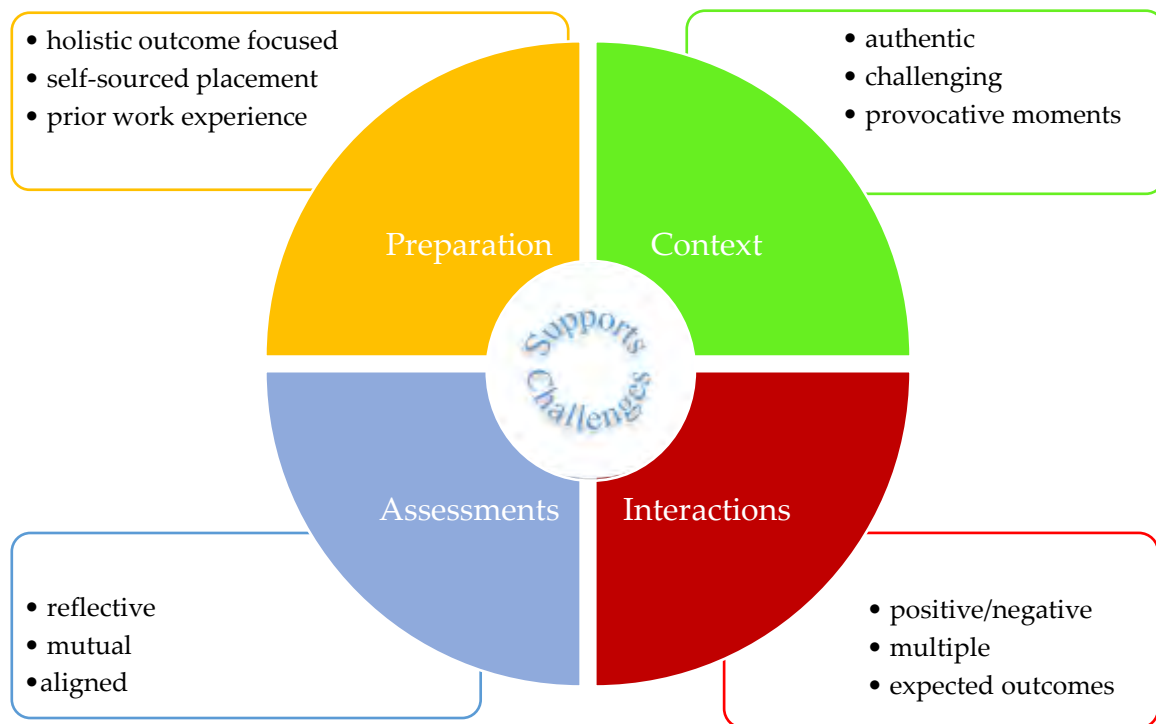 • holistic outcome focused
• self-sourced placement
• prior work experience
• authentic
• challenging
• provocative moments
Preparation
Context
Supports
Challenges
Assessments
Interactions
• reflective
• mutual
•aligned
• positive/negative
• multiple
• expected outcomes